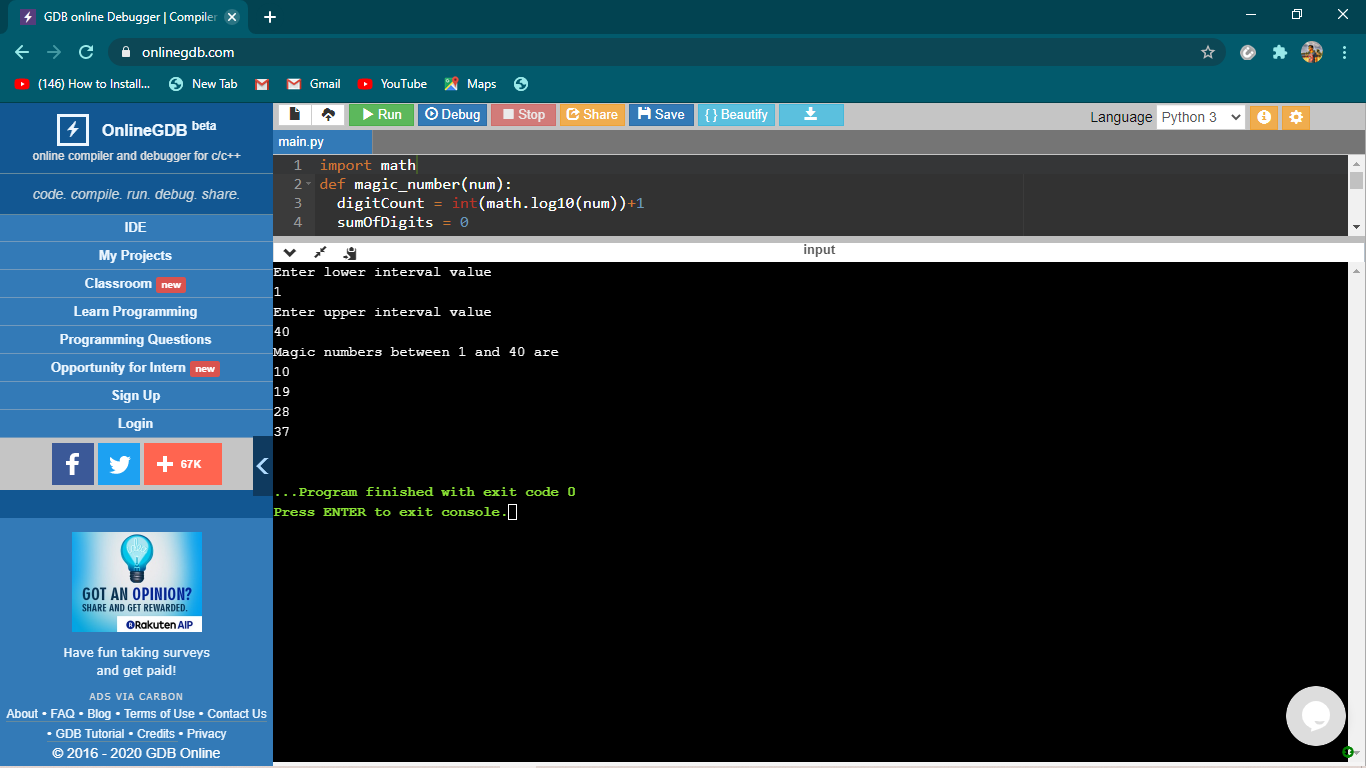 GDB online Debugger | Compiler
onlinegdb.com
(146) How to Install... New Tab Gmail YouTube Maps
OnlineGDB beta
online compiler and debugger for c/c++
code. compile. run. debug. share.
IDE
My Projects
Classroom new
Learn Programming
Programming Questions
Opportunity for Intern new
Sign Up
Login
+ 67K
GOT AN OPINION?
SHARE AND GET REWARDED.
Rakuten AIP
Have fun taking surveys
and get paid!
ADS VIA CARBON
About • FAQ • Blog • Terms of Use • Contact Us
• GDB Tutorial • Credits • Privacy
© 2016 - 2020 GDB Online
Run Debug Stop Share Save { } Beautify Language Python 3
main.py
1 import math
2 def magic_number(num):
3 digitCount = int(math.log10(num))+1
4 sumOfDigits = 0
input
Enter lower interval value
1
Enter upper interval value
40
Magic numbers between 1 and 40 are
10
19
28
37
...Program finished with exit code 0
Press ENTER to exit console.